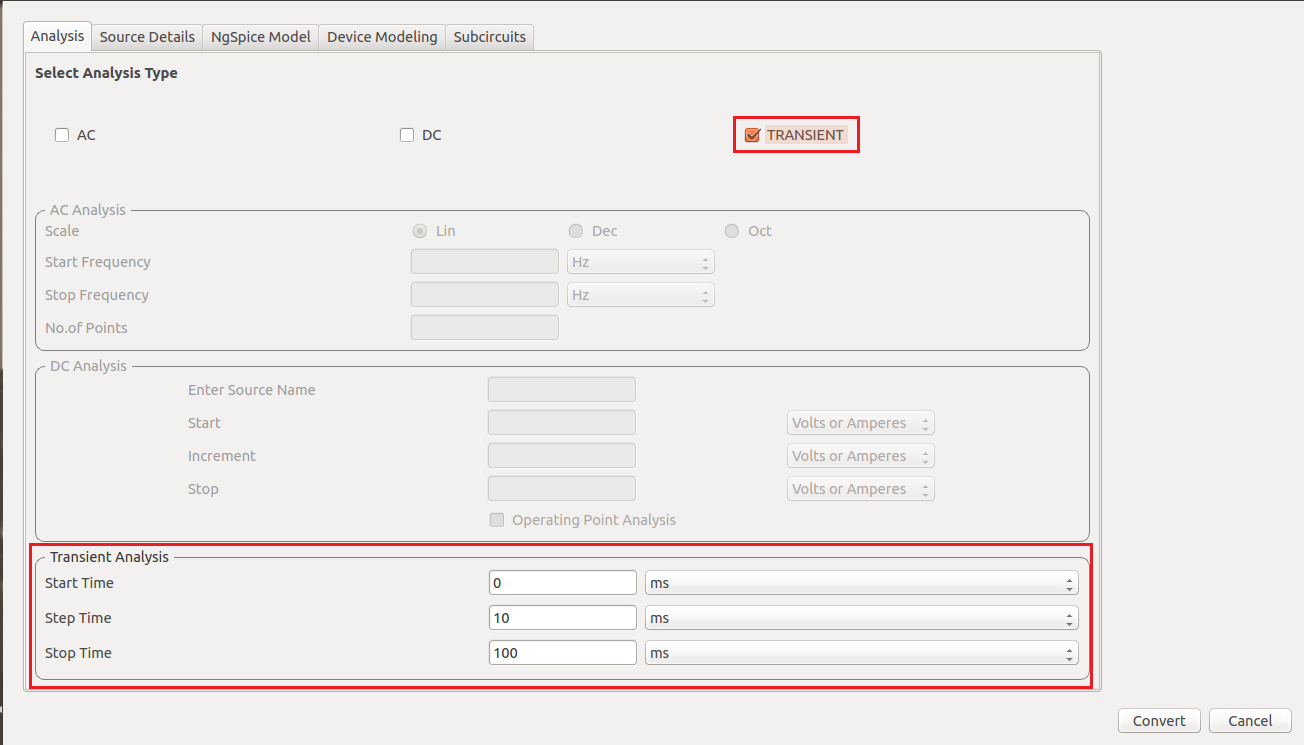 Analysis Source Details NgSpice Model Device Modeling Subcircuits
Select Analysis Type
AC DC TRANSIENT
AC Analysis
Scale Lin Dec Oct
Start Frequency Hz
Stop Frequency Hz
No.of Points
DC Analysis
Enter Source Name
Start Volts or Amperes
Increment Volts or Amperes
Stop Volts or Amperes
Operating Point Analysis
Transient Analysis
Start Time 0 ms
Step Time 10 ms
Stop Time 100 ms
Convert Cancel